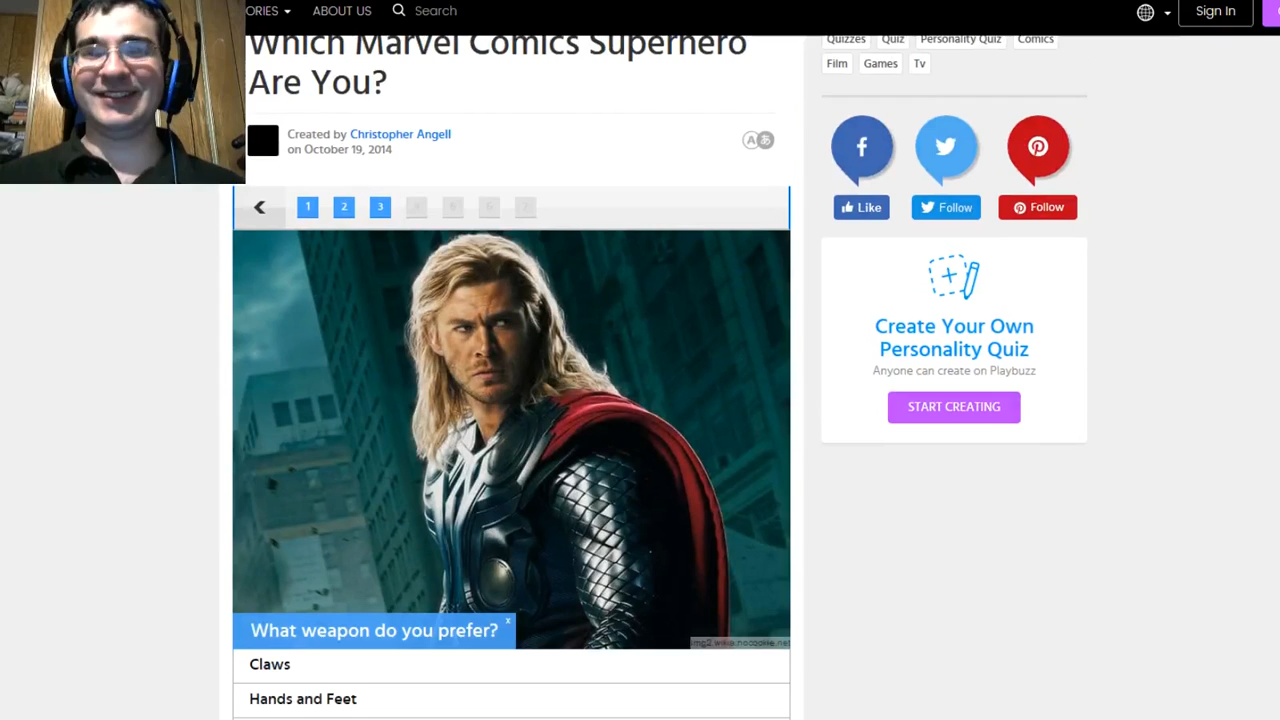 ORIES
ABOUT US
Search
Sign In
Which Marvel Comics Superhero
Are You?
Created by Christopher Angell
on October 19, 2014
A あ
1 2 3
What weapon do you prefer? x
Claws
Hands and Feet
Quizzes Quiz Personality Quiz Comics
Film Games Tv
Like Follow Follow
Create Your Own
Personality Quiz
Anyone can create on Playbuzz
START CREATING